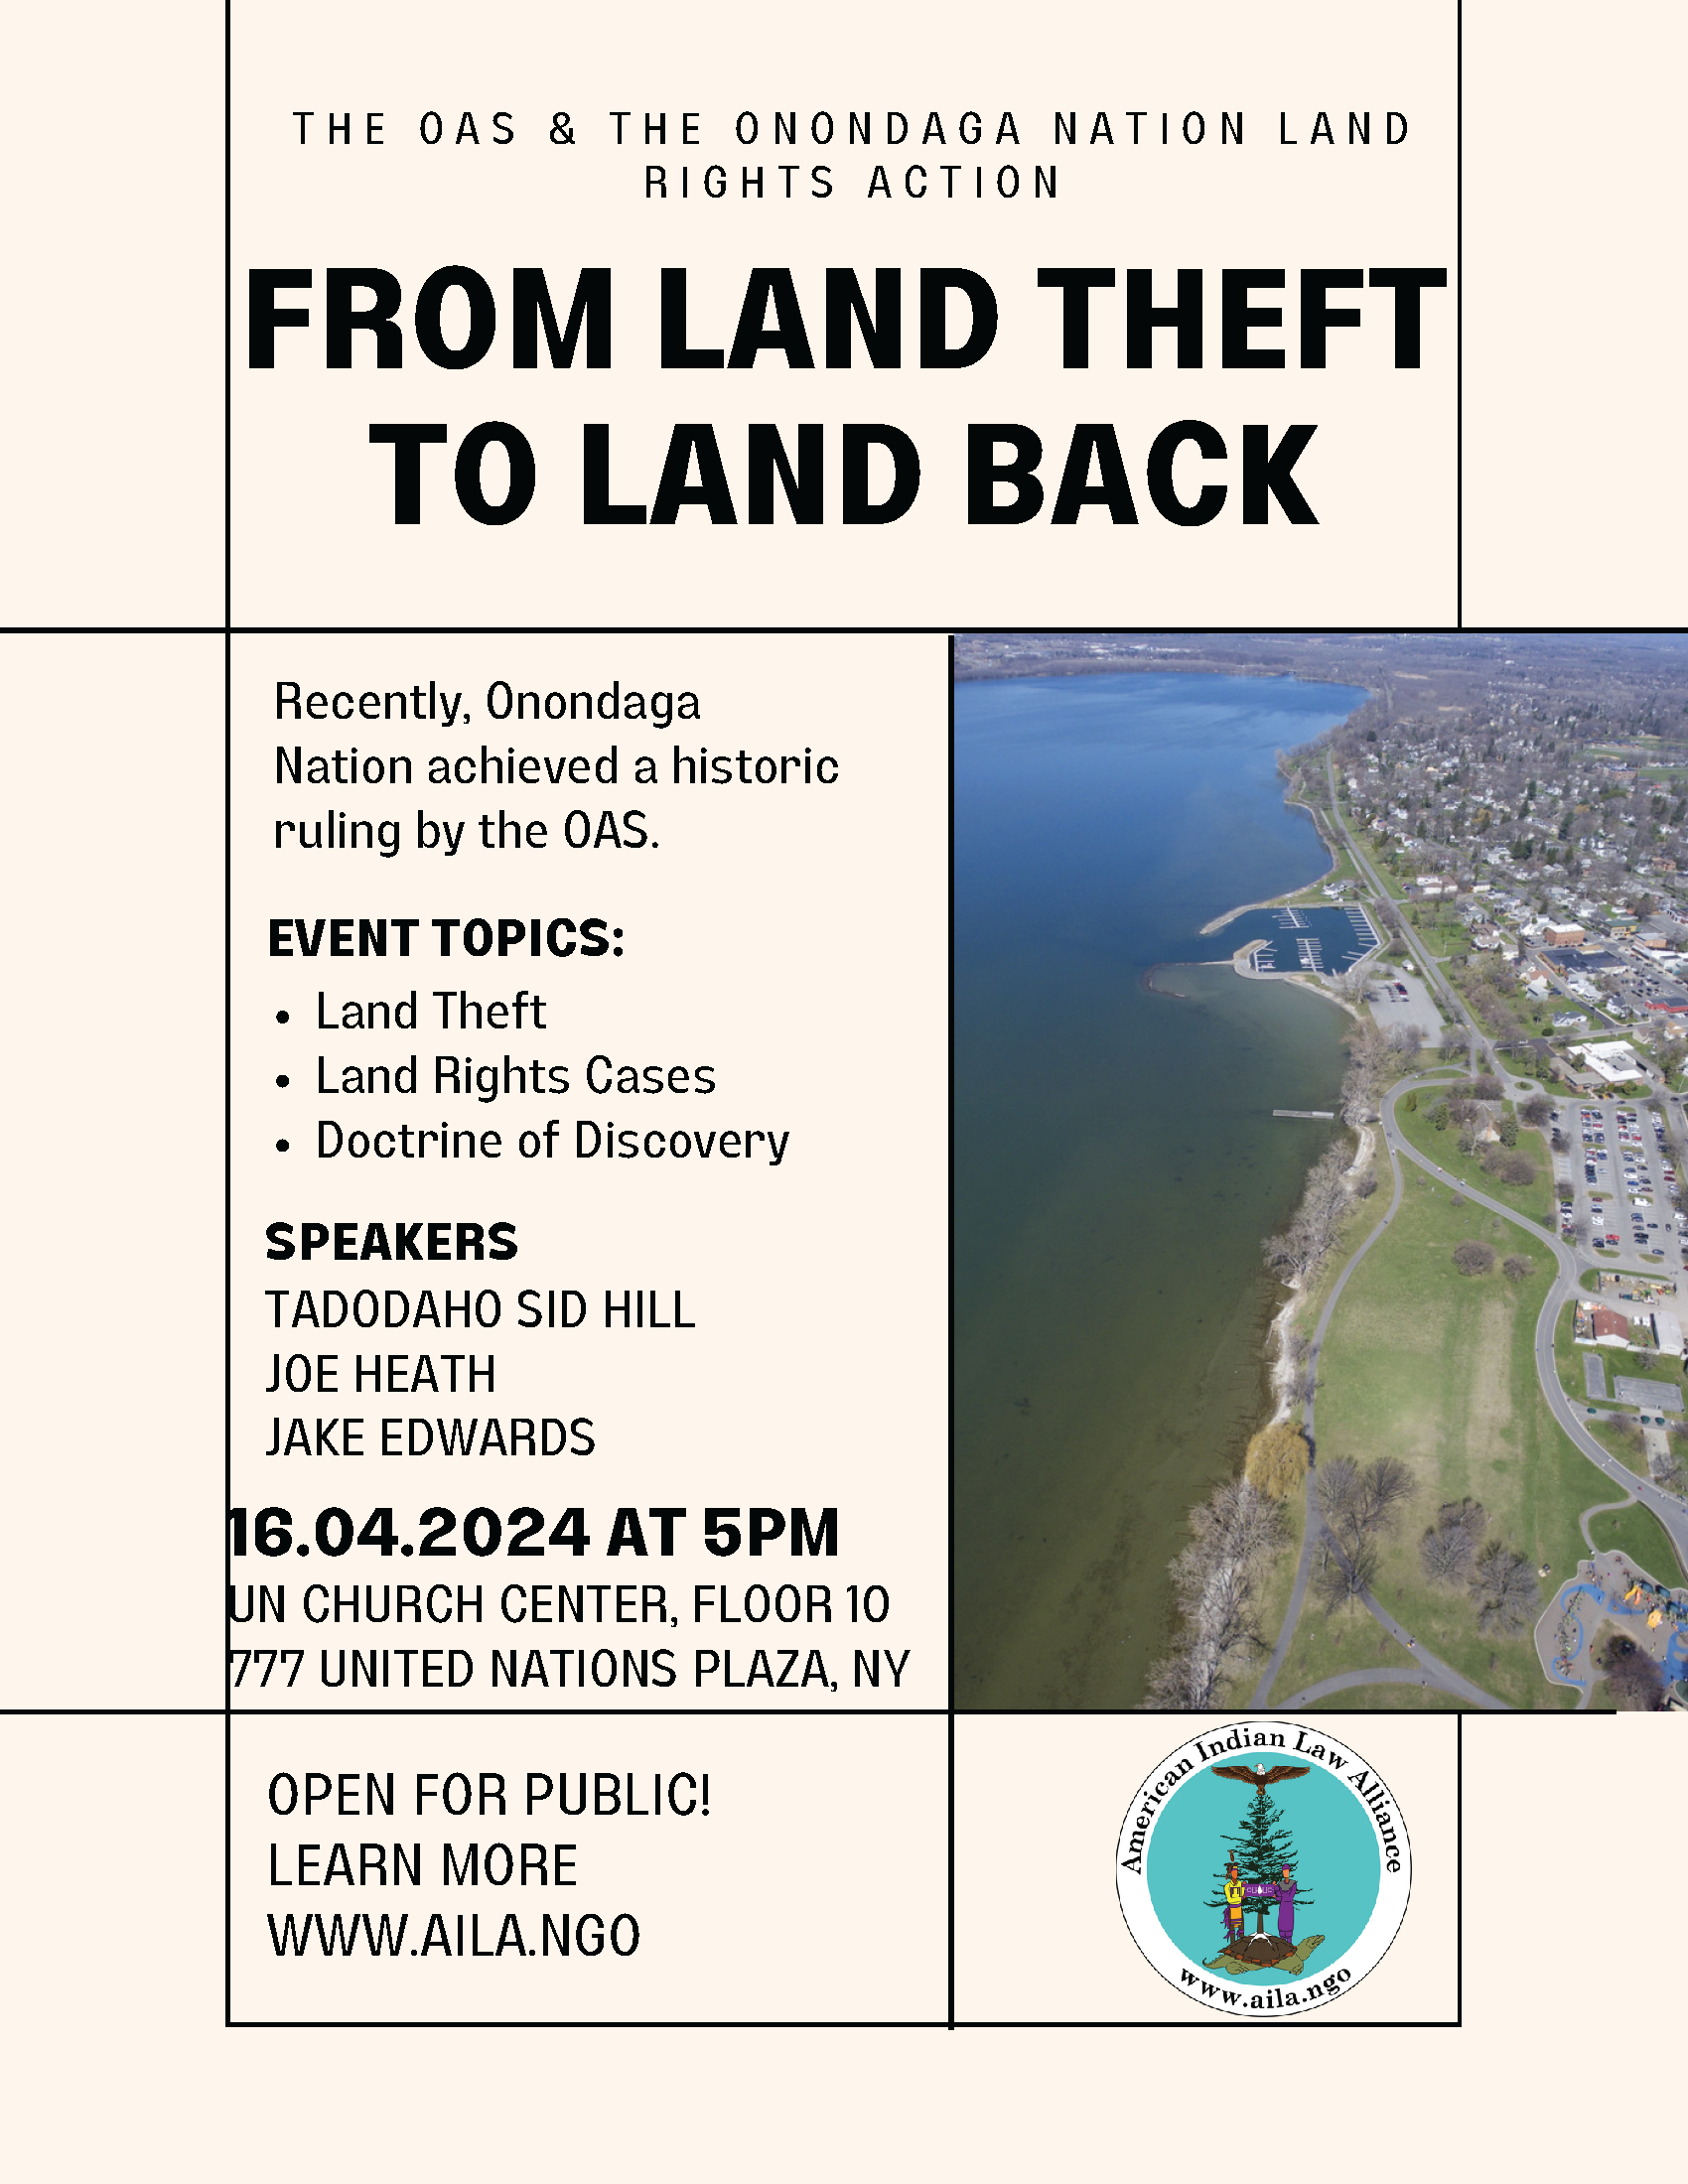 THE OAS & THE ONONDAGA NATION LAND
RIGHTS ACTION
FROM LAND THEFT
TO LAND BACK
Recently, Onondaga
Nation achieved a historic
ruling by the OAS.
EVENT TOPICS:
• Land Theft
• Land Rights Cases
• Doctrine of Discovery
SPEAKERS
TADODAHO SID HILL
JOE HEATH
JAKE EDWARDS
16.04.2024 AT 5PM
UN CHURCH CENTER, FLOOR 10
777 UNITED NATIONS PLAZA, NY
OPEN FOR PUBLIC!
LEARN MORE
WWW.AILA.NGO
American Indian Law Alliance
www.aila.ngo